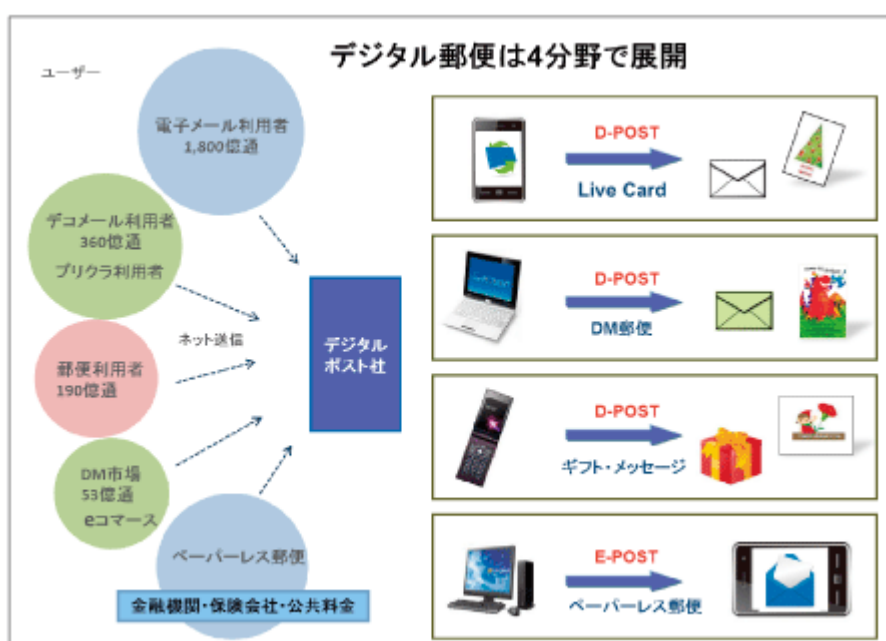 デジタル郵便は4分野で展開
ユーザー
電子メール利用者
1,800億通
デコメール利用者
360億通
プリクラ利用者
郵便利用者
190億通
DM市場
53億通
eコマース
ペーパーレス郵便
金融機関・保険会社・公共料金
ネット送信
デジタル
ポスト社
D-POST
Live Card
D-POST
DM郵便
D-POST
ギフト・メッセージ
E-POST
ペーパーレス郵便